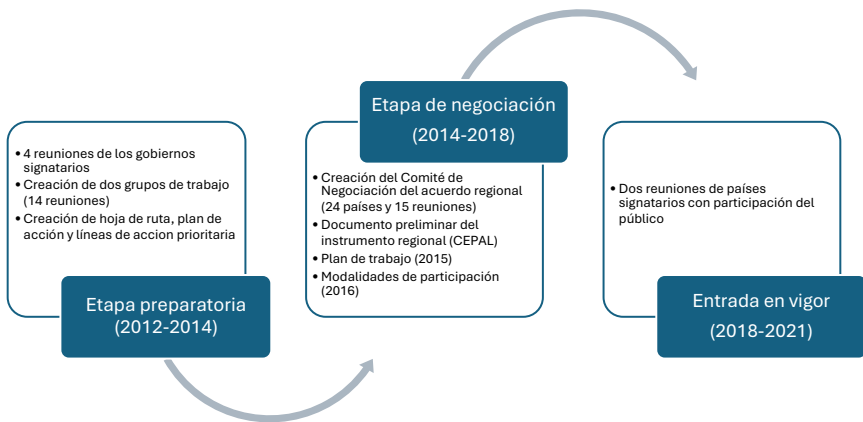 • 4 reuniones de los gobiernos
signatarios
• Creación de dos grupos de trabajo
(14 reuniones)
• Creación de hoja de ruta, plan de
acción y líneas de accion prioritaria
Etapa preparatoria
(2012-2014)
Etapa de negociación
(2014-2018)
• Creación del Comité de
Negociación del acuerdo regional
(24 países y 15 reuniones)
• Documento preliminar del
instrumento regional (CEPAL)
• Plan de trabajo (2015)
• Modalidades de participación
(2016)
• Dos reuniones de países
signatarios con participación del
público
Entrada en vigor
(2018-2021)